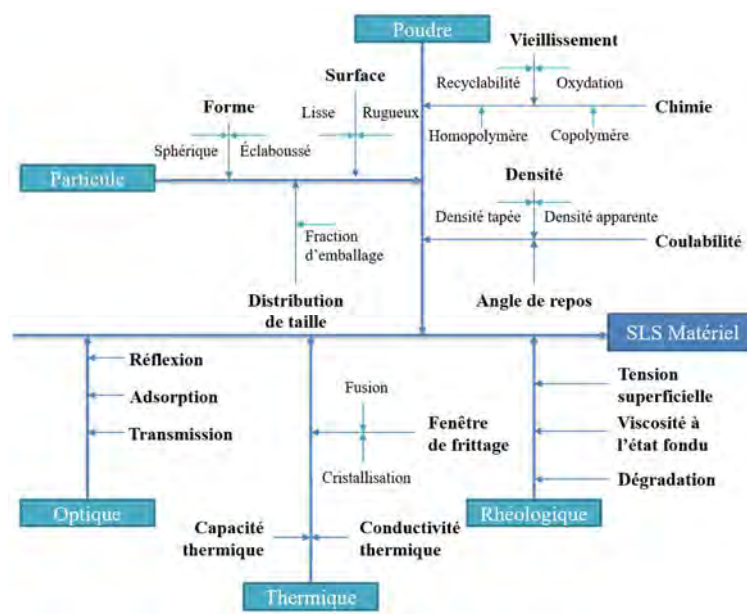 Poudre
Vieillissement
Surface
Recyclabilité
Oxydation
Forme
Lisse
Rugueux
Chimie
Homopolymère
Copolymère
Sphérique
Éclaboussé
Particule
Densité
Densité tapée
Densité apparente
Coulabilité
Fraction
d’emballage
Distribution
de taille
Angle de repos
SLS Matériel
Réflexion
Adsorption
Transmission
Optique
Fusion
Fenêtre
de frittage
Cristallisation
Capacité
thermique
Conductivité
thermique
Thermique
Tension
superficielle
Viscosité à
l’état fondu
Dégradation
Rhéologique